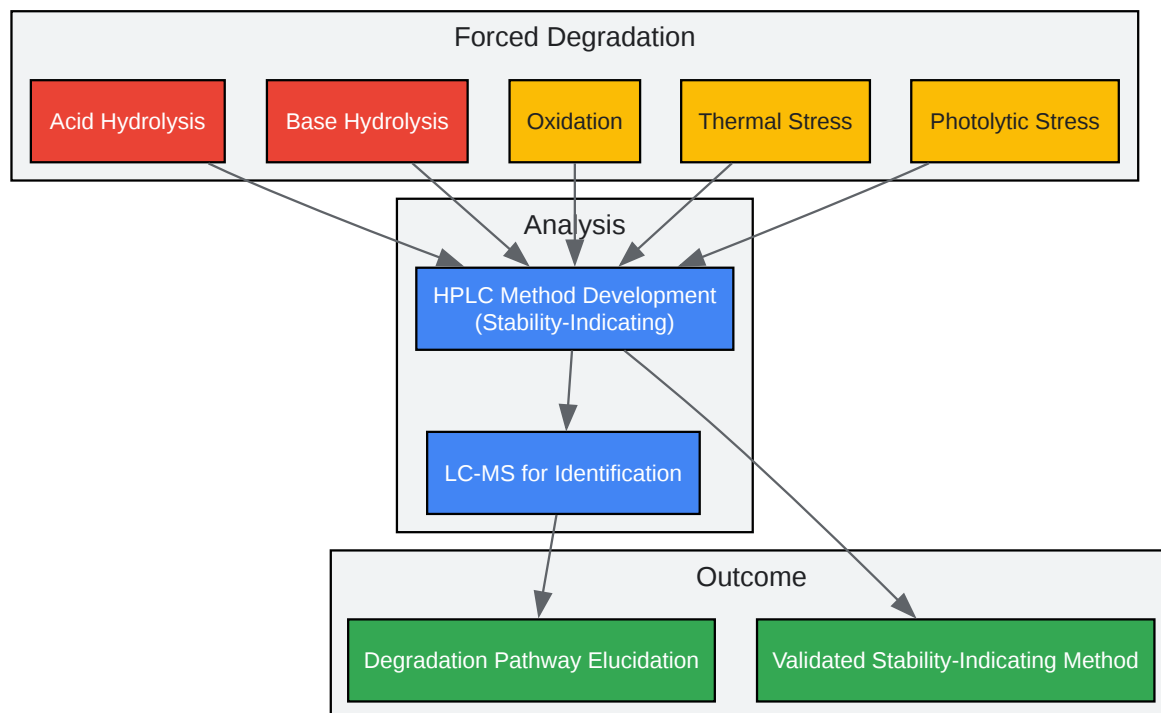 Forced Degradation
Acid Hydrolysis
Base Hydrolysis
Oxidation
Thermal Stress
Photolytic Stress
Analysis
HPLC Method Development
(Stability-Indicating)
LC-MS for Identification
Outcome
Degradation Pathway Elucidation
Validated Stability-Indicating Method